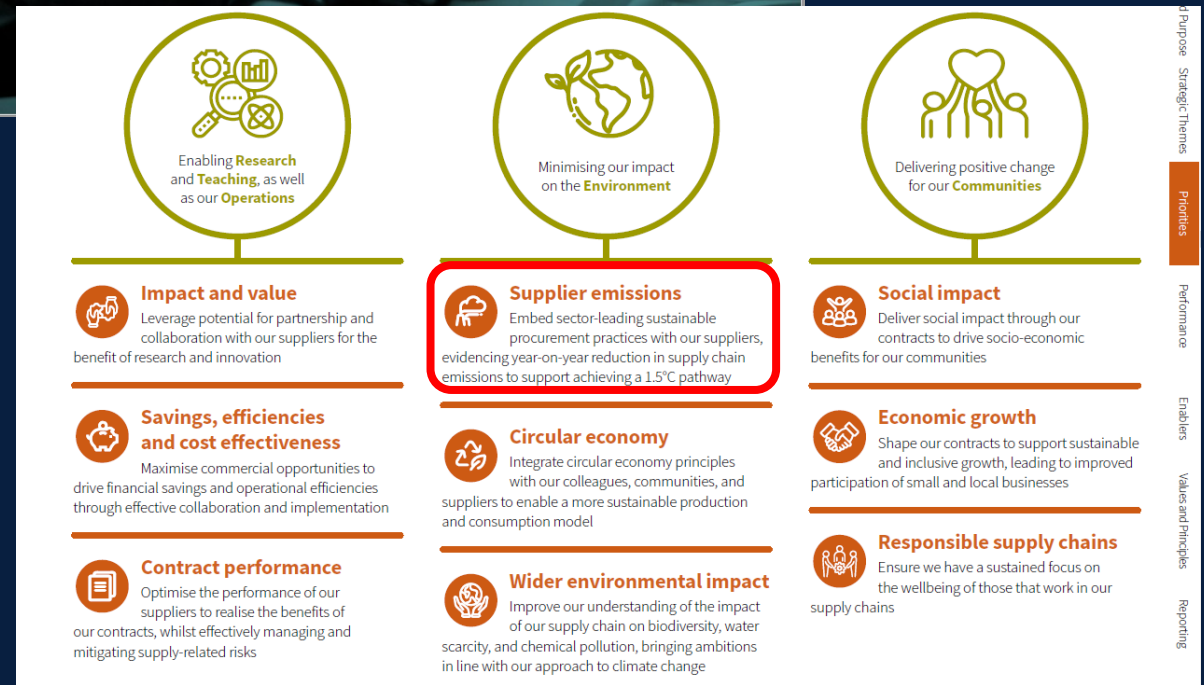 Enabling Research
and Teaching, as well
as our Operations
Impact and value
Leverage potential for partnership and
collaboration with our suppliers for the
benefit of research and innovation
Savings, efficiencies
and cost effectiveness
Maximise commercial opportunities to
drive financial savings and operational efficiencies
through effective collaboration and implementation
Contract performance
Optimise the performance of our
suppliers to realise the benefits of
our contracts, whilst effectively managing and
mitigating supply-related risks
Minimising our impact
on the Environment
Supplier emissions
Embed sector-leading sustainable
procurement practices with our suppliers,
evidencing year-on-year reduction in supply chain
emissions to support achieving a 1.5°C pathway
Circular economy
Integrate circular economy principles
with our colleagues, communities, and
suppliers to enable a more sustainable production
and consumption model
Wider environmental impact
Improve our understanding of the impact
of our supply chain on biodiversity, water
scarcity, and chemical pollution, bringing ambitions
in line with our approach to climate change
Delivering positive change
for our Communities
Social impact
Deliver social impact through our
contracts to drive socio-economic
benefits for our communities
Economic growth
Shape our contracts to support sustainable
and inclusive growth, leading to improved
participation of small and local businesses
Responsible supply chains
Ensure we have a sustained focus on
the wellbeing of those that work in our
supply chains
Purpose
Strategic Themes
Priorities
Performance
Enablers
Values and Principles
Reporting